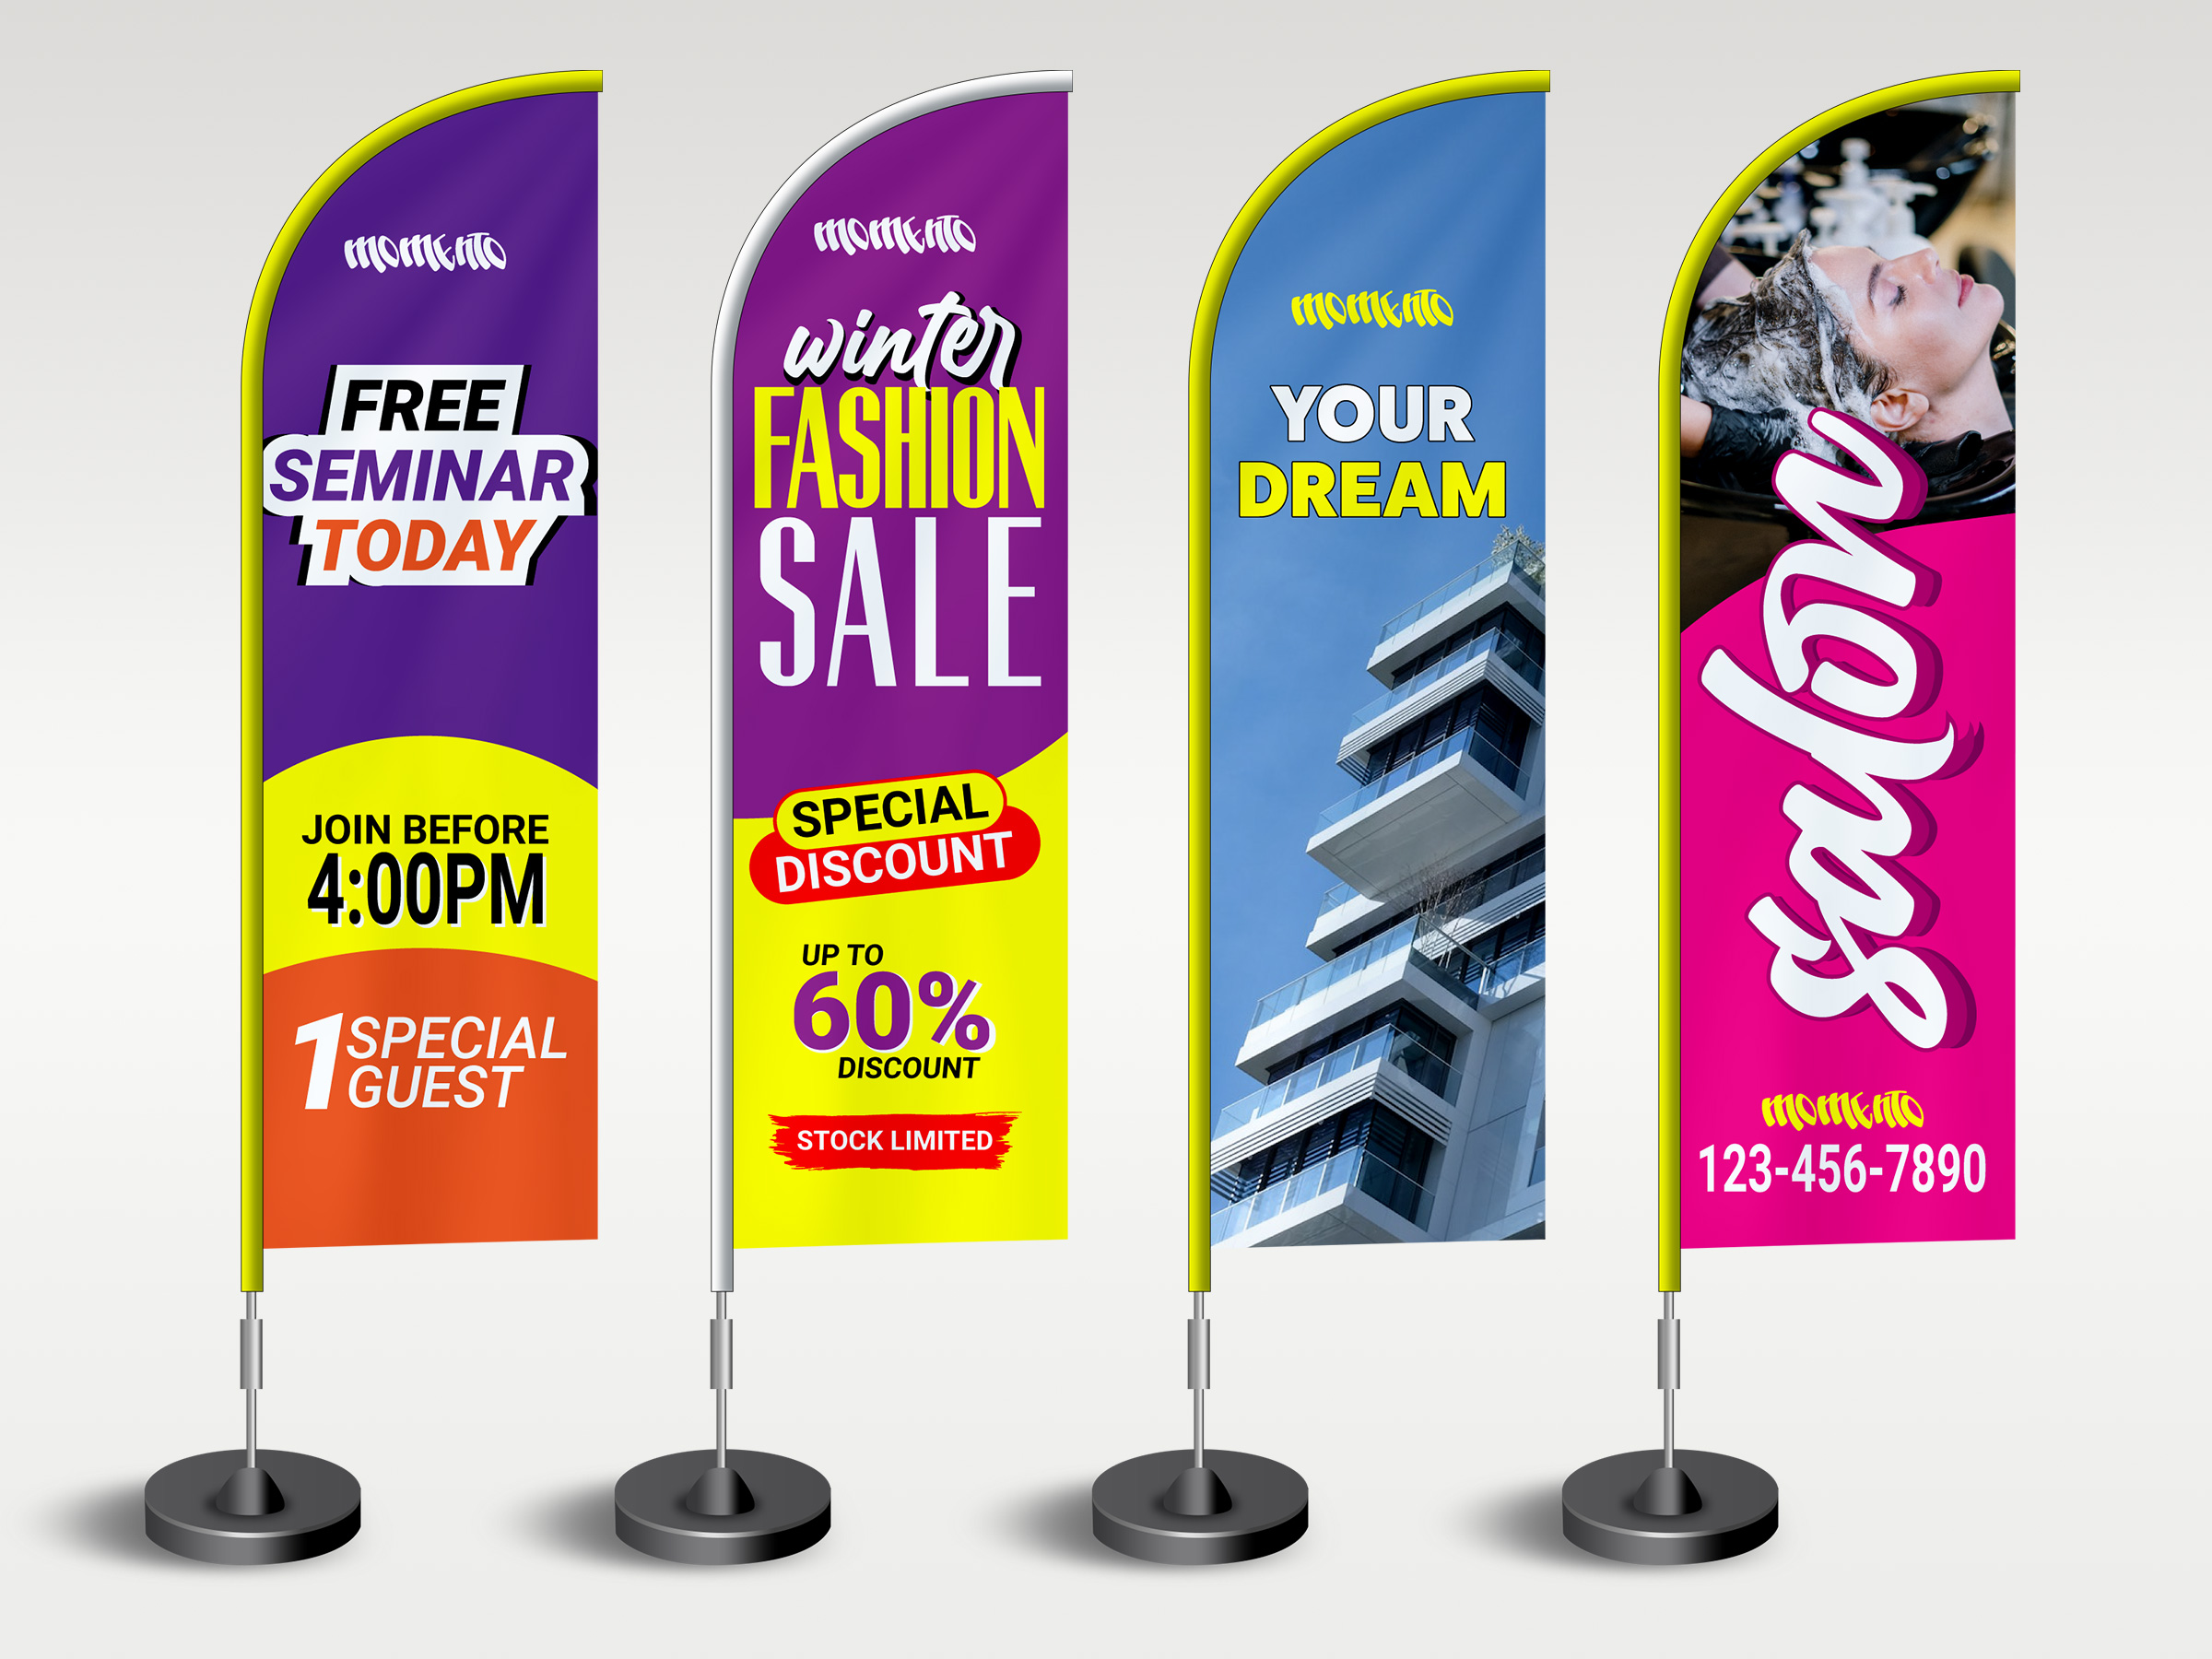 momento
FREE
SEMINAR
TODAY
JOIN BEFORE
4:00PM
1 SPECIAL
GUEST
momento
winter
FASHION
SALE
SPECIAL
DISCOUNT
UP TO
60%
DISCOUNT
STOCK LIMITED
momento
YOUR
DREAM
salon
momento
123-456-7890